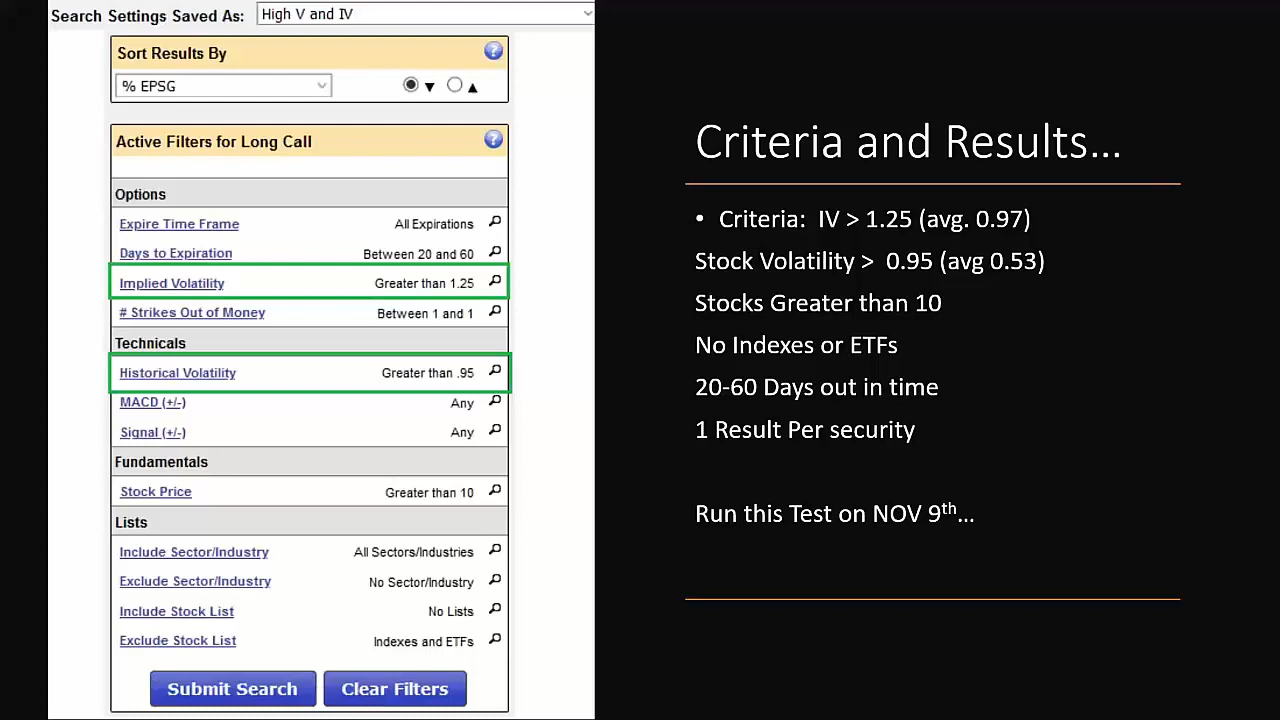 Search Settings Saved As: High V and IV
Sort Results By ?
% EPSG ▼ ▲
Active Filters for Long Call ?
Options
Expire Time Frame All Expirations
Days to Expiration Between 20 and 60
Implied Volatility Greater than 1.25
# Strikes Out of Money Between 1 and 1
Technicals
Historical Volatility Greater than .95
MACD (+/-) Any
Signal (+/-) Any
Fundamentals
Stock Price Greater than 10
Lists
Include Sector/Industry All Sectors/Industries
Exclude Sector/Industry No Sector/Industry
Include Stock List No Lists
Exclude Stock List Indexes and ETFs
Submit Search Clear Filters
Criteria and Results...
• Criteria: IV > 1.25 (avg. 0.97)
Stock Volatility > 0.95 (avg 0.53)
Stocks Greater than 10
No Indexes or ETFs
20-60 Days out in time
1 Result Per security
Run this Test on NOV 9th...